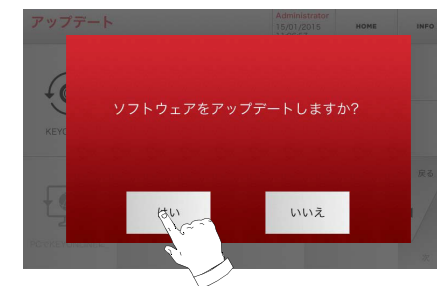 アップデート
Administrator
15/01/2015
HOME
INFO
ソフトウェアをアップデートしますか?
KEYC
戻る
はい
いいえ